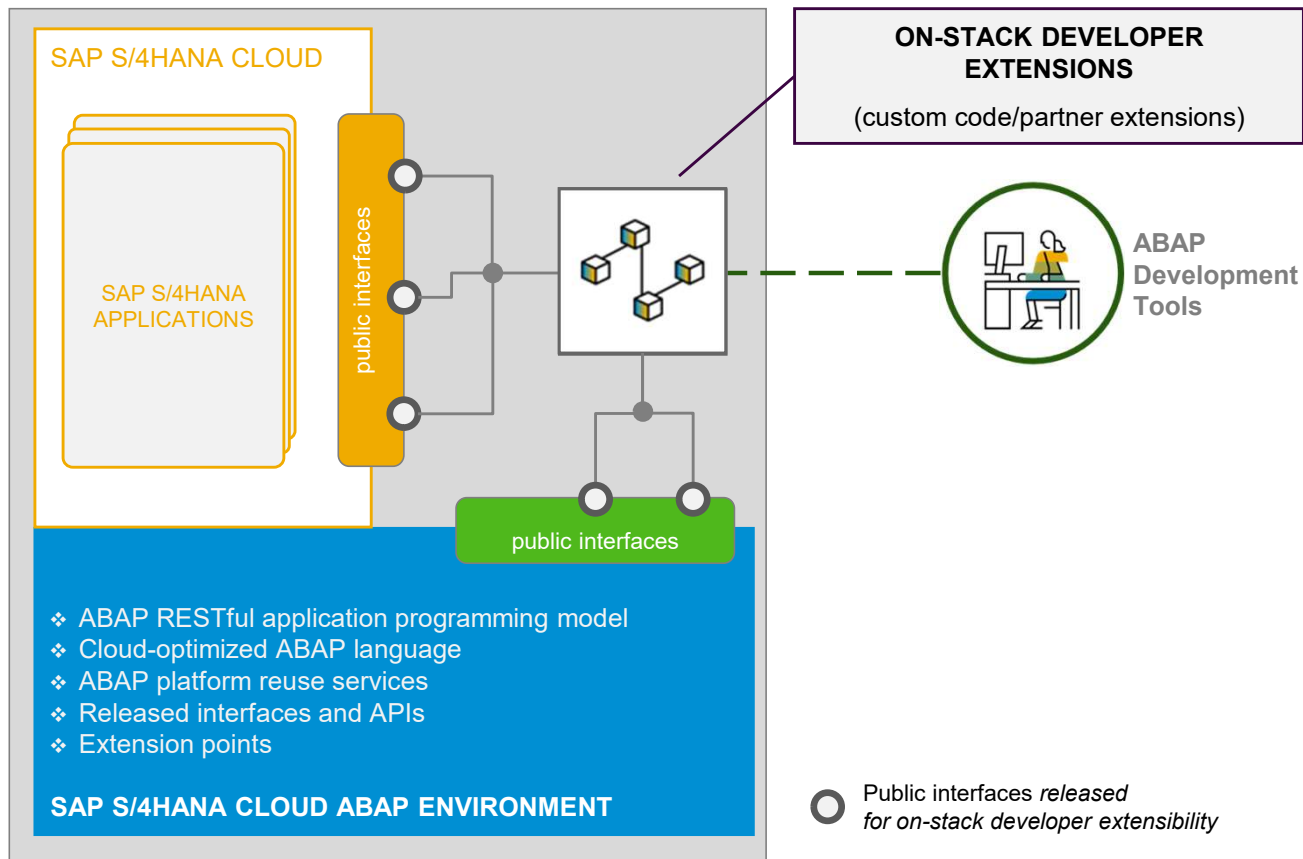 SAP S/4HANA CLOUD
SAP S/4HANA
APPLICATIONS
public interfaces
ON-STACK DEVELOPER
EXTENSIONS
(custom code/partner extensions)
ABAP
Development
Tools
public interfaces
❖ ABAP RESTful application programming model
❖ Cloud-optimized ABAP language
❖ ABAP platform reuse services
❖ Released interfaces and APIs
❖ Extension points
SAP S/4HANA CLOUD ABAP ENVIRONMENT
Public interfaces released
for on-stack developer extensibility